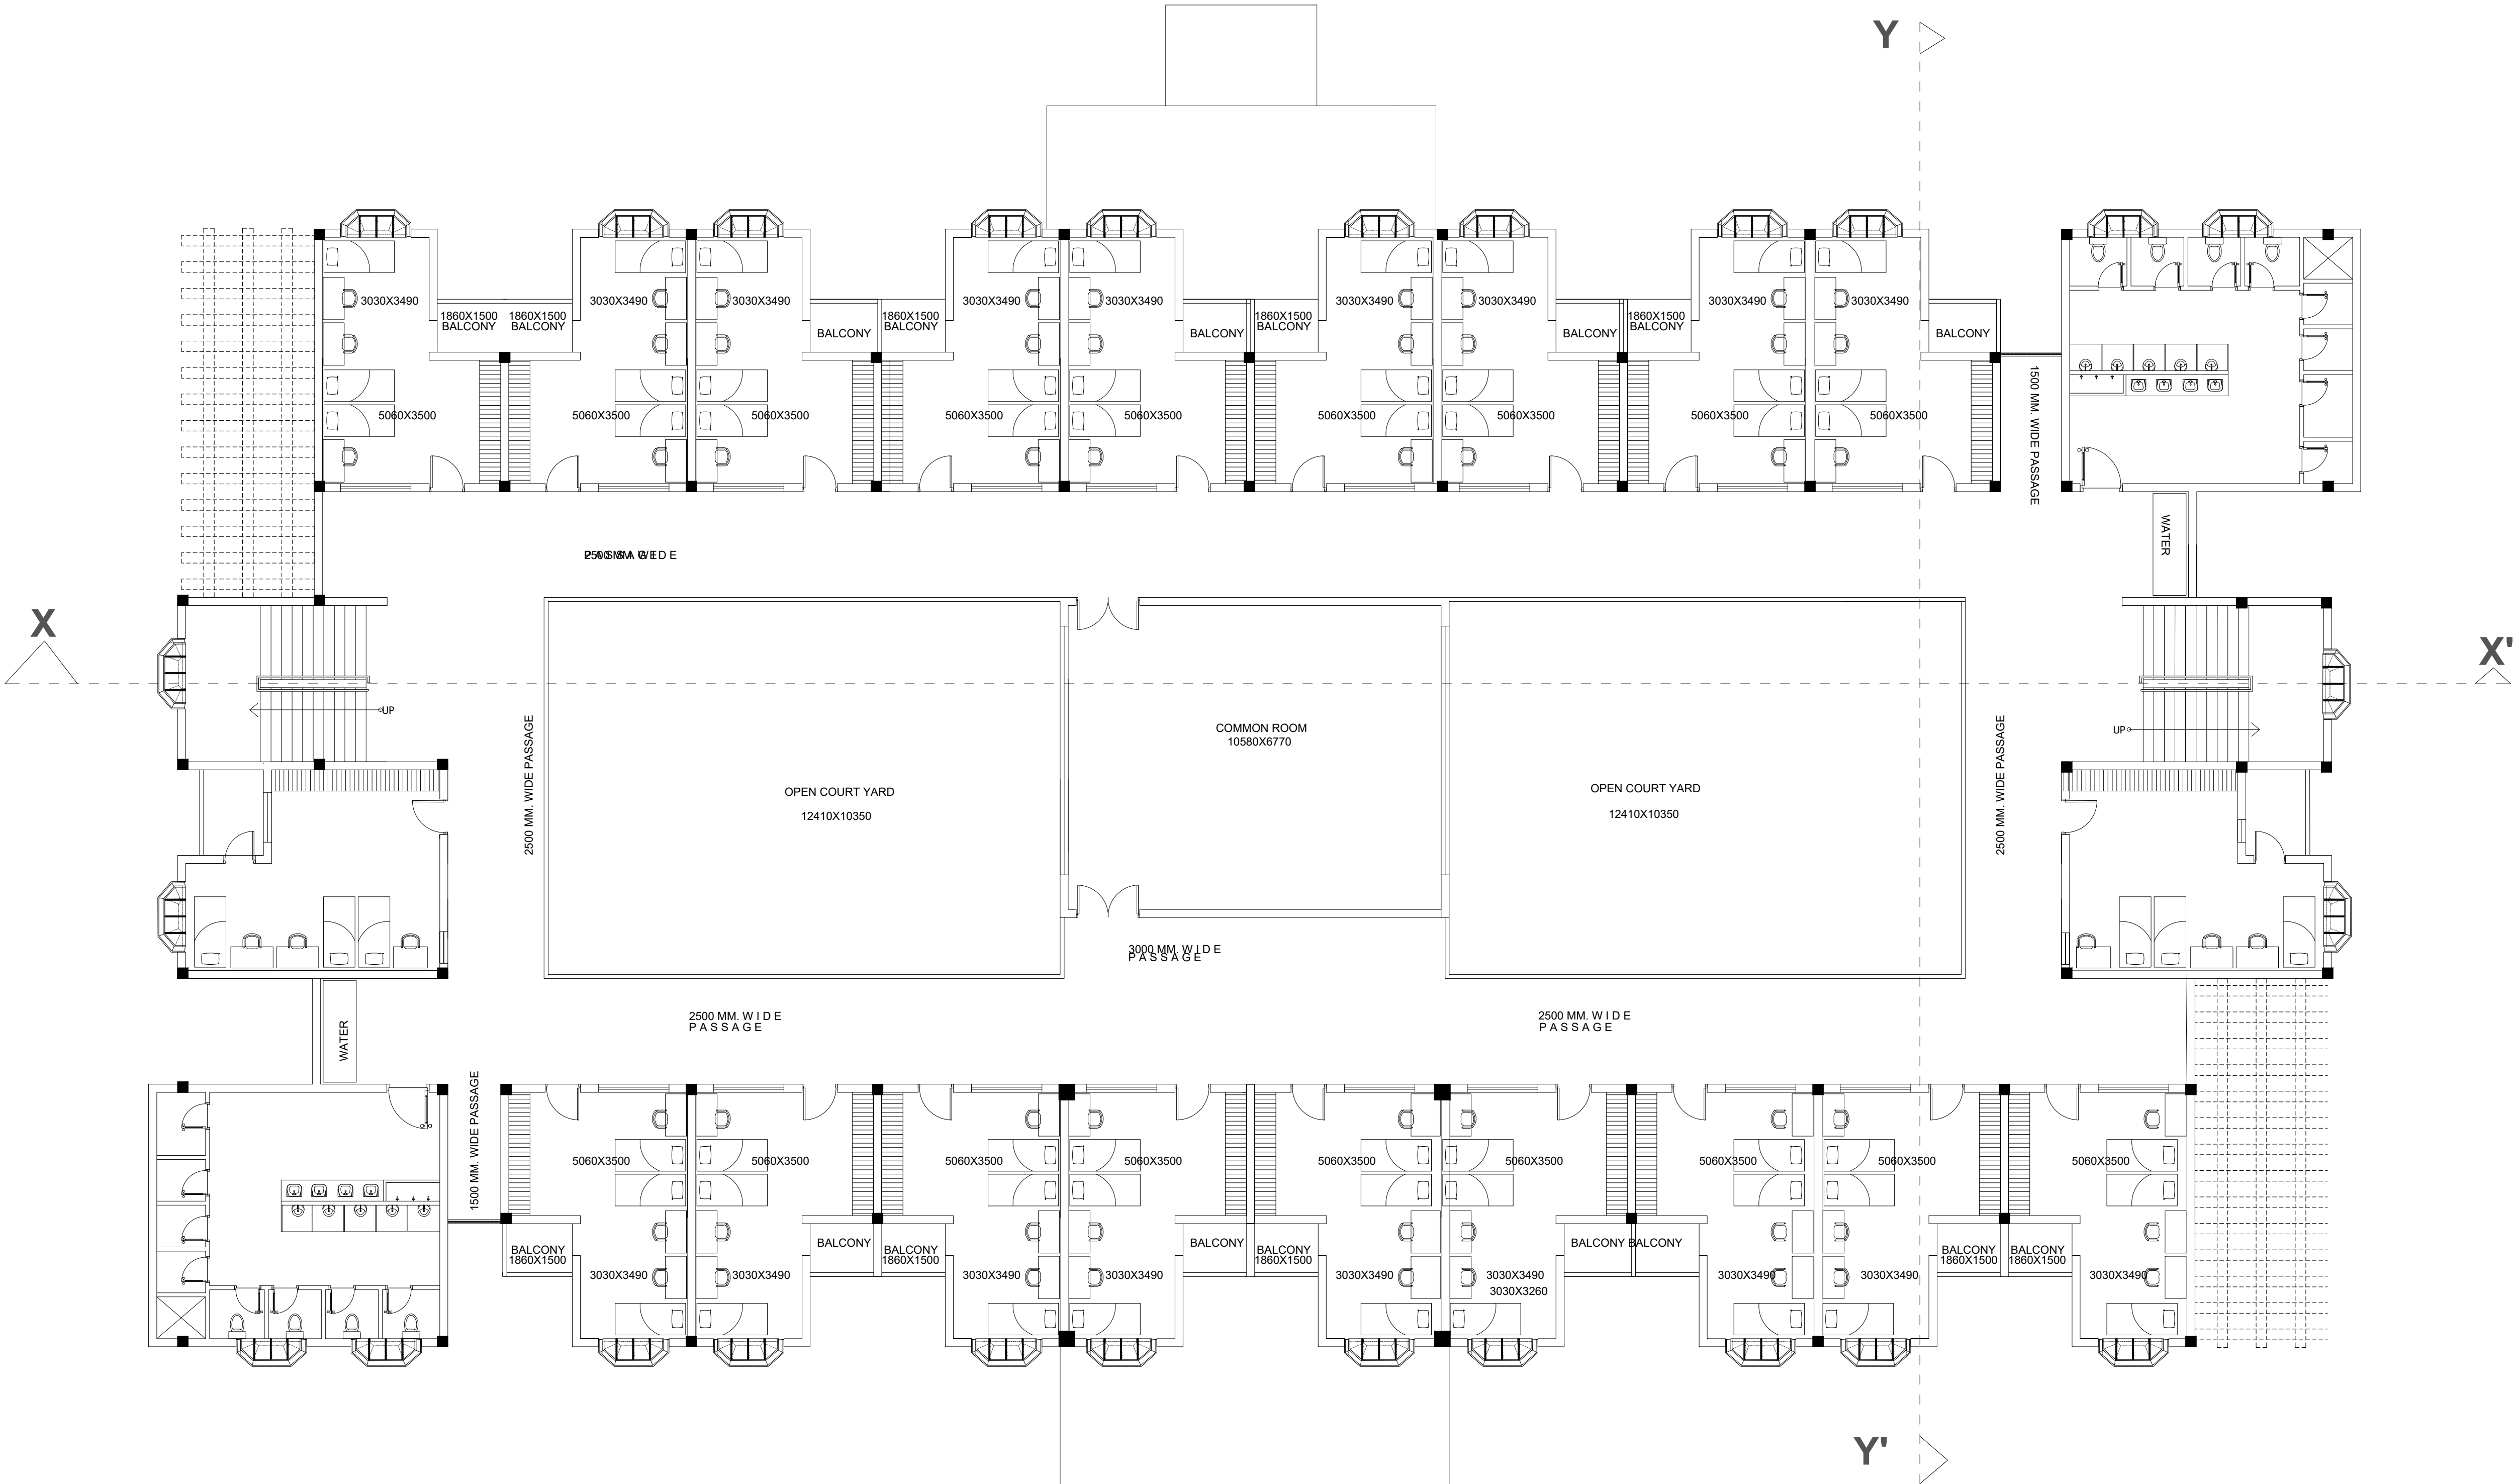 Y
3030X3490 3030X3490 3030X3490 3030X3490 3030X3490 3030X3490 3030X3490 3030X3490 3030X3490
1860X1500 1860X1500 1860X1500 1860X1500 1860X1500
BALCONY BALCONY BALCONY BALCONY BALCONY BALCONY BALCONY BALCONY BALCONY
5060X3500 5060X3500 5060X3500 5060X3500 5060X3500 5060X3500 5060X3500 5060X3500 5060X3500
1500 MM. WIDE PASSAGE
WATER
2500 MM. WIDE
PASSAGE
X
X'
UP
UP
2500 MM. WIDE PASSAGE
COMMON ROOM
10580X6770
2500 MM. WIDE PASSAGE
OPEN COURT YARD
12410X10350
OPEN COURT YARD
12410X10350
3000 MM. W I D E
P A S S A G E
2500 MM. W I D E
P A S S A G E
2500 MM. W I D E
P A S S A G E
WATER
1500 MM. WIDE PASSAGE
5060X3500 5060X3500 5060X3500 5060X3500 5060X3500 5060X3500 5060X3500 5060X3500 5060X3500
BALCONY BALCONY BALCONY BALCONY BALCONY BALCONY BALCONY BALCONY BALCONY
1860X1500 1860X1500 1860X1500 1860X1500 1860X1500
3030X3490 3030X3490 3030X3490 3030X3490 3030X3490 3030X3490 3030X3490 3030X3490 3030X3490
3030X3260
Y'